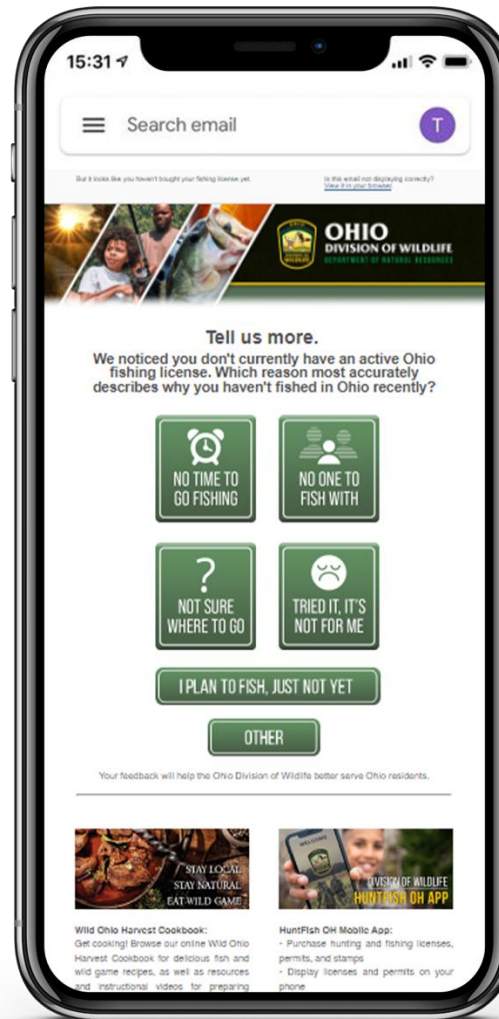 15:31
Search email
T
But it looks like you haven't bought your fishing license yet.
Is this email not displaying correctly?
View it in your browser.
OHIO
DIVISION OF WILDLIFE
DEPARTMENT OF NATURAL RESOURCES
Tell us more.
We noticed you don't currently have an active Ohio
fishing license. Which reason most accurately
describes why you haven't fished in Ohio recently?
NO TIME TO
GO FISHING
NO ONE TO
FISH WITH
?
NOT SURE
WHERE TO GO
TRIED IT, IT'S
NOT FOR ME
I PLAN TO FISH, JUST NOT YET
OTHER
Your feedback will help the Ohio Division of Wildlife better serve Ohio residents.
STAY LOCAL
STAY NATURAL
EAT WILD GAME
WELCOME
DIVISION OF WILDLIFE
HUNTFISH OH APP
Wild Ohio Harvest Cookbook:
Get cooking! Browse our online Wild Ohio
Harvest Cookbook for delicious fish and
wild game recipes, as well as resources
and instructional videos for preparing
HuntFish OH Mobile App:
- Purchase hunting and fishing licenses,
permits, and stamps
- Display licenses and permits on your
phone